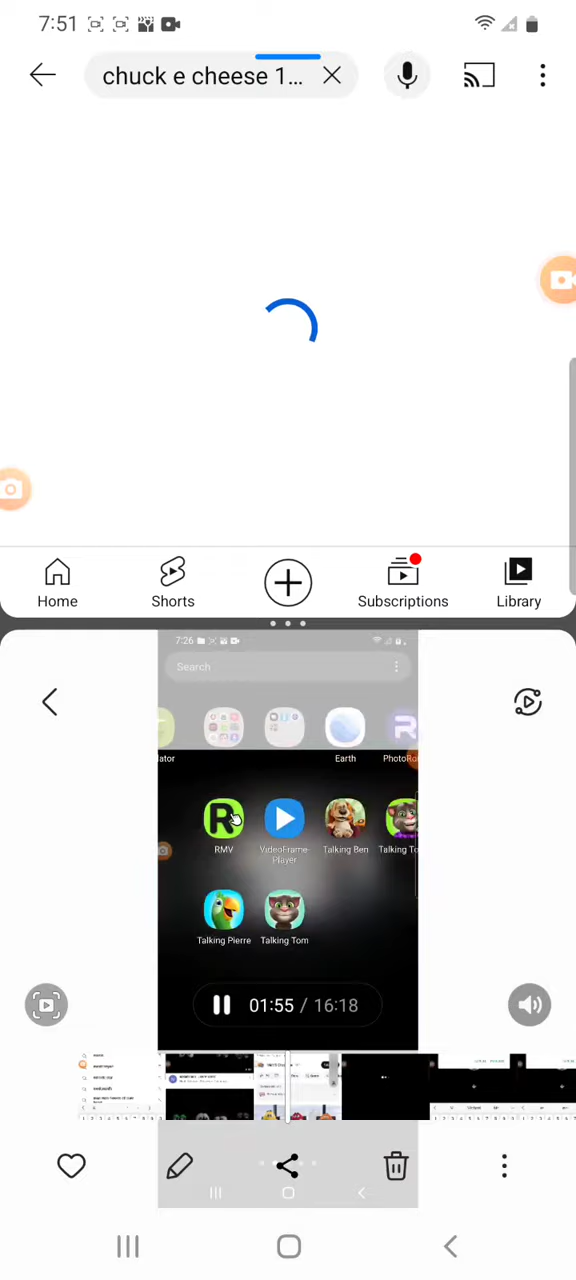 7:51
chuck e cheese 1...
Home
Shorts
Subscriptions
Library
7:26
Search
lator
Earth
PhotoRo
RMV
VideoFrame-
Player
Talking Ben
Talking To
Talking Pierre
Talking Tom
01:55 / 16:18